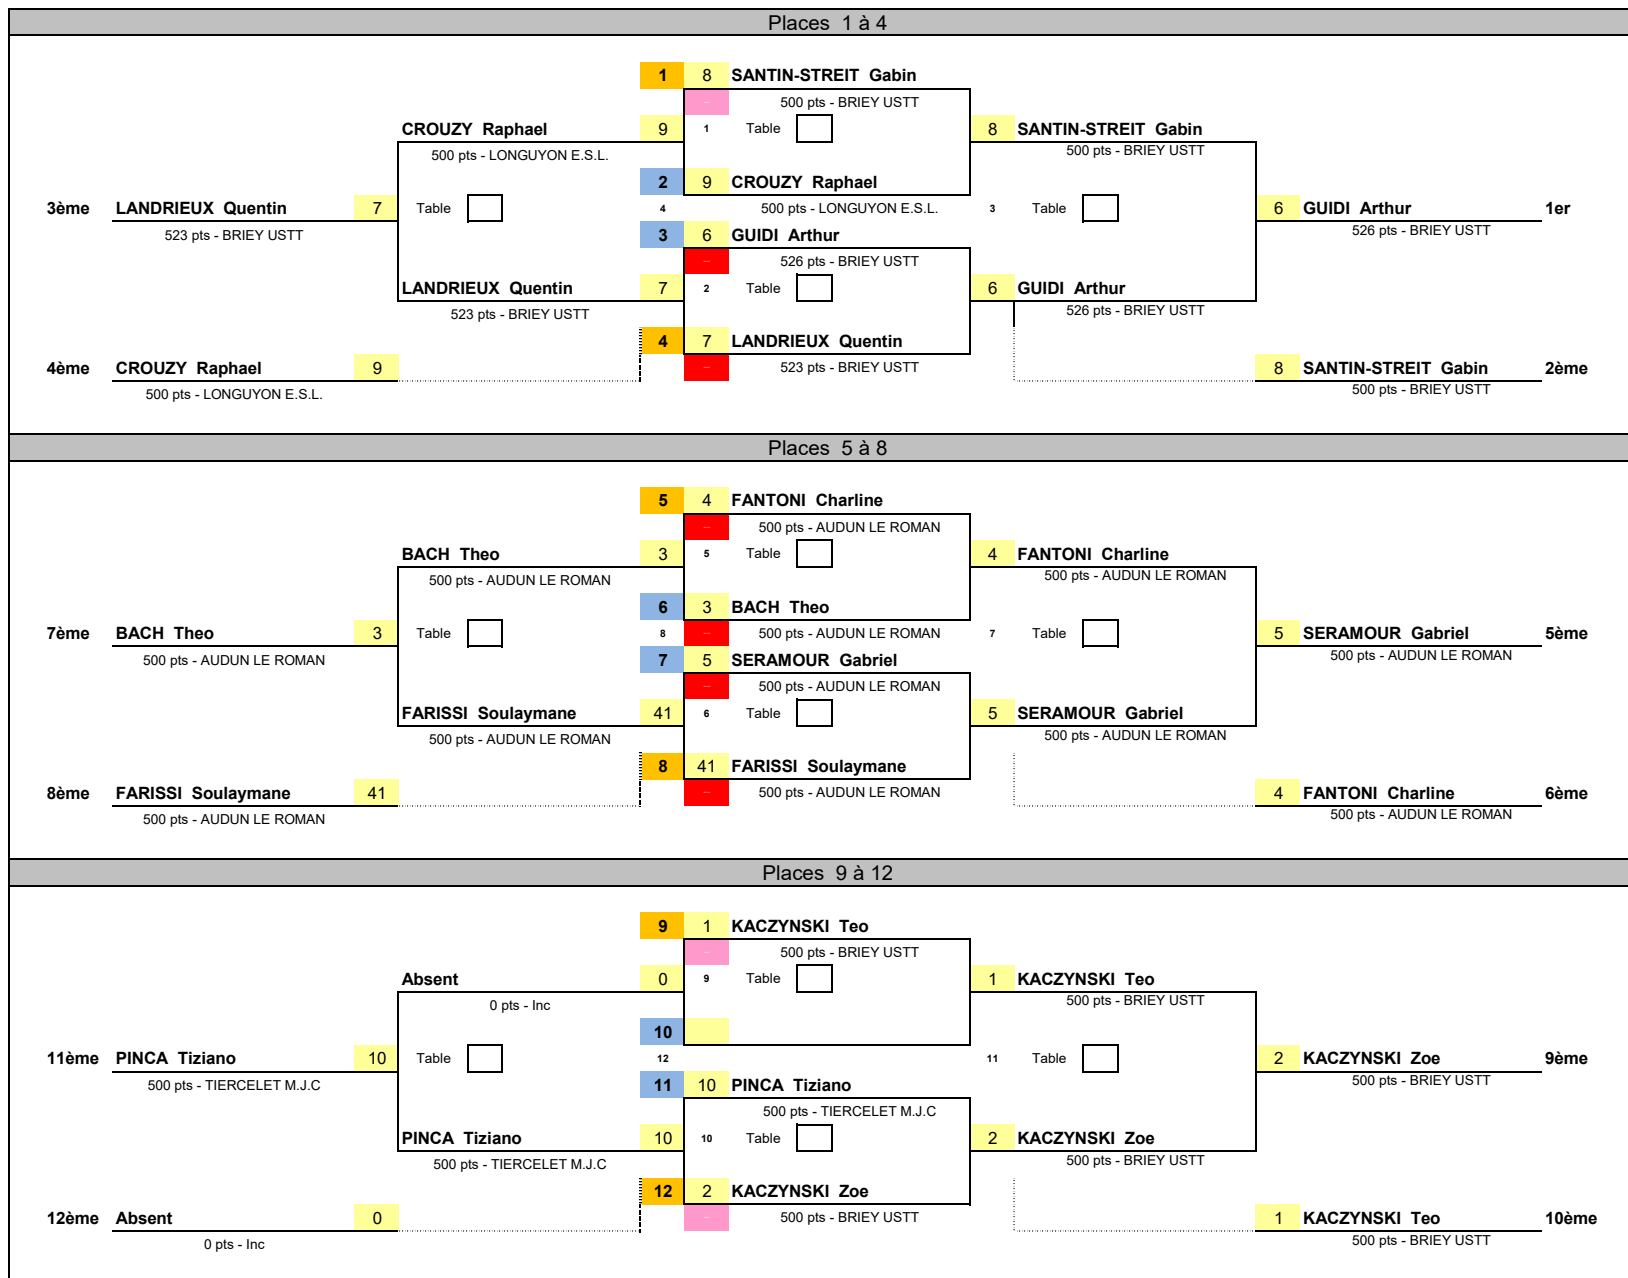 Places 1 à 4
1 8 SANTIN-STREIT Gabin
500 pts - BRIEY USTT
CROUZY Raphael 9 1 Table 8 SANTIN-STREIT Gabin
500 pts - LONGUYON E.S.L. 500 pts - BRIEY USTT
2 9 CROUZY Raphael
3ème LANDRIEUX Quentin 7 Table 4 500 pts - LONGUYON E.S.L. 3 Table 6 GUIDI Arthur 1er
523 pts - BRIEY USTT 3 6 GUIDI Arthur 526 pts - BRIEY USTT
526 pts - BRIEY USTT
LANDRIEUX Quentin 7 2 Table 6 GUIDI Arthur
523 pts - BRIEY USTT 526 pts - BRIEY USTT
4 7 LANDRIEUX Quentin
4ème CROUZY Raphael 9 523 pts - BRIEY USTT 8 SANTIN-STREIT Gabin 2ème
500 pts - LONGUYON E.S.L. 500 pts - BRIEY USTT
Places 5 à 8
5 4 FANTONI Charline
500 pts - AUDUN LE ROMAN
BACH Theo 3 5 Table 4 FANTONI Charline
500 pts - AUDUN LE ROMAN 500 pts - AUDUN LE ROMAN
6 3 BACH Theo
7ème BACH Theo 3 Table 8 500 pts - AUDUN LE ROMAN 7 Table 5 SERAMOUR Gabriel 5ème
500 pts - AUDUN LE ROMAN 7 5 SERAMOUR Gabriel 500 pts - AUDUN LE ROMAN
500 pts - AUDUN LE ROMAN
FARISSI Soulaymane 41 6 Table 5 SERAMOUR Gabriel
500 pts - AUDUN LE ROMAN 500 pts - AUDUN LE ROMAN
8 41 FARISSI Soulaymane
8ème FARISSI Soulaymane 41 500 pts - AUDUN LE ROMAN 4 FANTONI Charline 6ème
500 pts - AUDUN LE ROMAN 500 pts - AUDUN LE ROMAN
Places 9 à 12
9 1 KACZYNSKI Teo
500 pts - BRIEY USTT
Absent 0 9 Table 1 KACZYNSKI Teo
0 pts - Inc 500 pts - BRIEY USTT
10
11ème PINCA Tiziano 10 Table 12 11 Table 2 KACZYNSKI Zoe 9ème
500 pts - TIERCELET M.J.C 11 10 PINCA Tiziano 500 pts - BRIEY USTT
500 pts - TIERCELET M.J.C
PINCA Tiziano 10 10 Table 2 KACZYNSKI Zoe
500 pts - TIERCELET M.J.C 500 pts - BRIEY USTT
12 2 KACZYNSKI Zoe
12ème Absent 0 500 pts - BRIEY USTT 1 KACZYNSKI Teo 10ème
0 pts - Inc 500 pts - BRIEY USTT